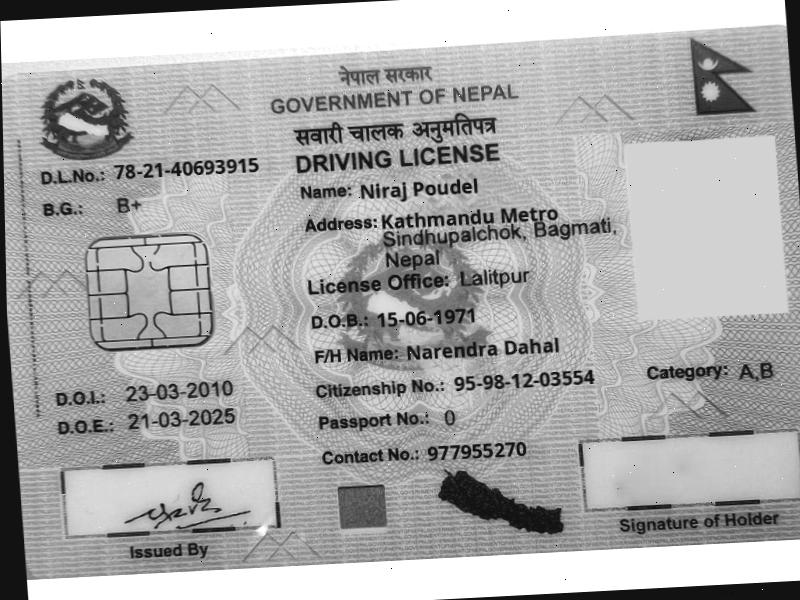 नेपाल सरकार
GOVERNMENT OF NEPAL
सवारी चालक अनुमतिपत्र
DRIVING LICENSE
D.L.No.: 78-21-40693915
B.G.: B+
Name: Niraj Poudel
Address: Kathmandu Metro
Sindhupalchok, Bagmati,
Nepal
License Office: Lalitpur
D.O.B.: 15-06-1971
F/H Name: Narendra Dahal
Citizenship No.: 95-98-12-03554
Category: A,B
D.O.I.: 23-03-2010
D.O.E.: 21-03-2025
Passport No.: 0
Contact No.: 977955270
Issued By
Signature of Holder